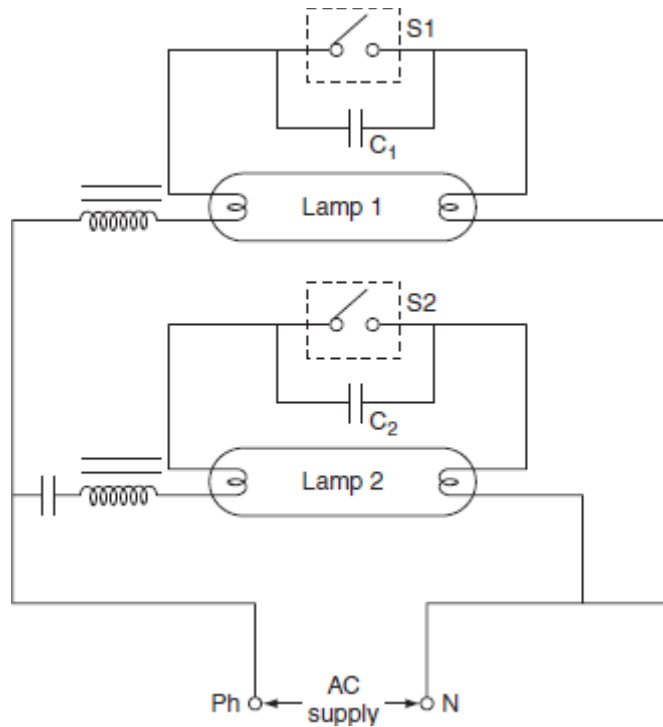 S1
C₁
Lamp 1
S2
C₂
Lamp 2
Ph AC N
supply